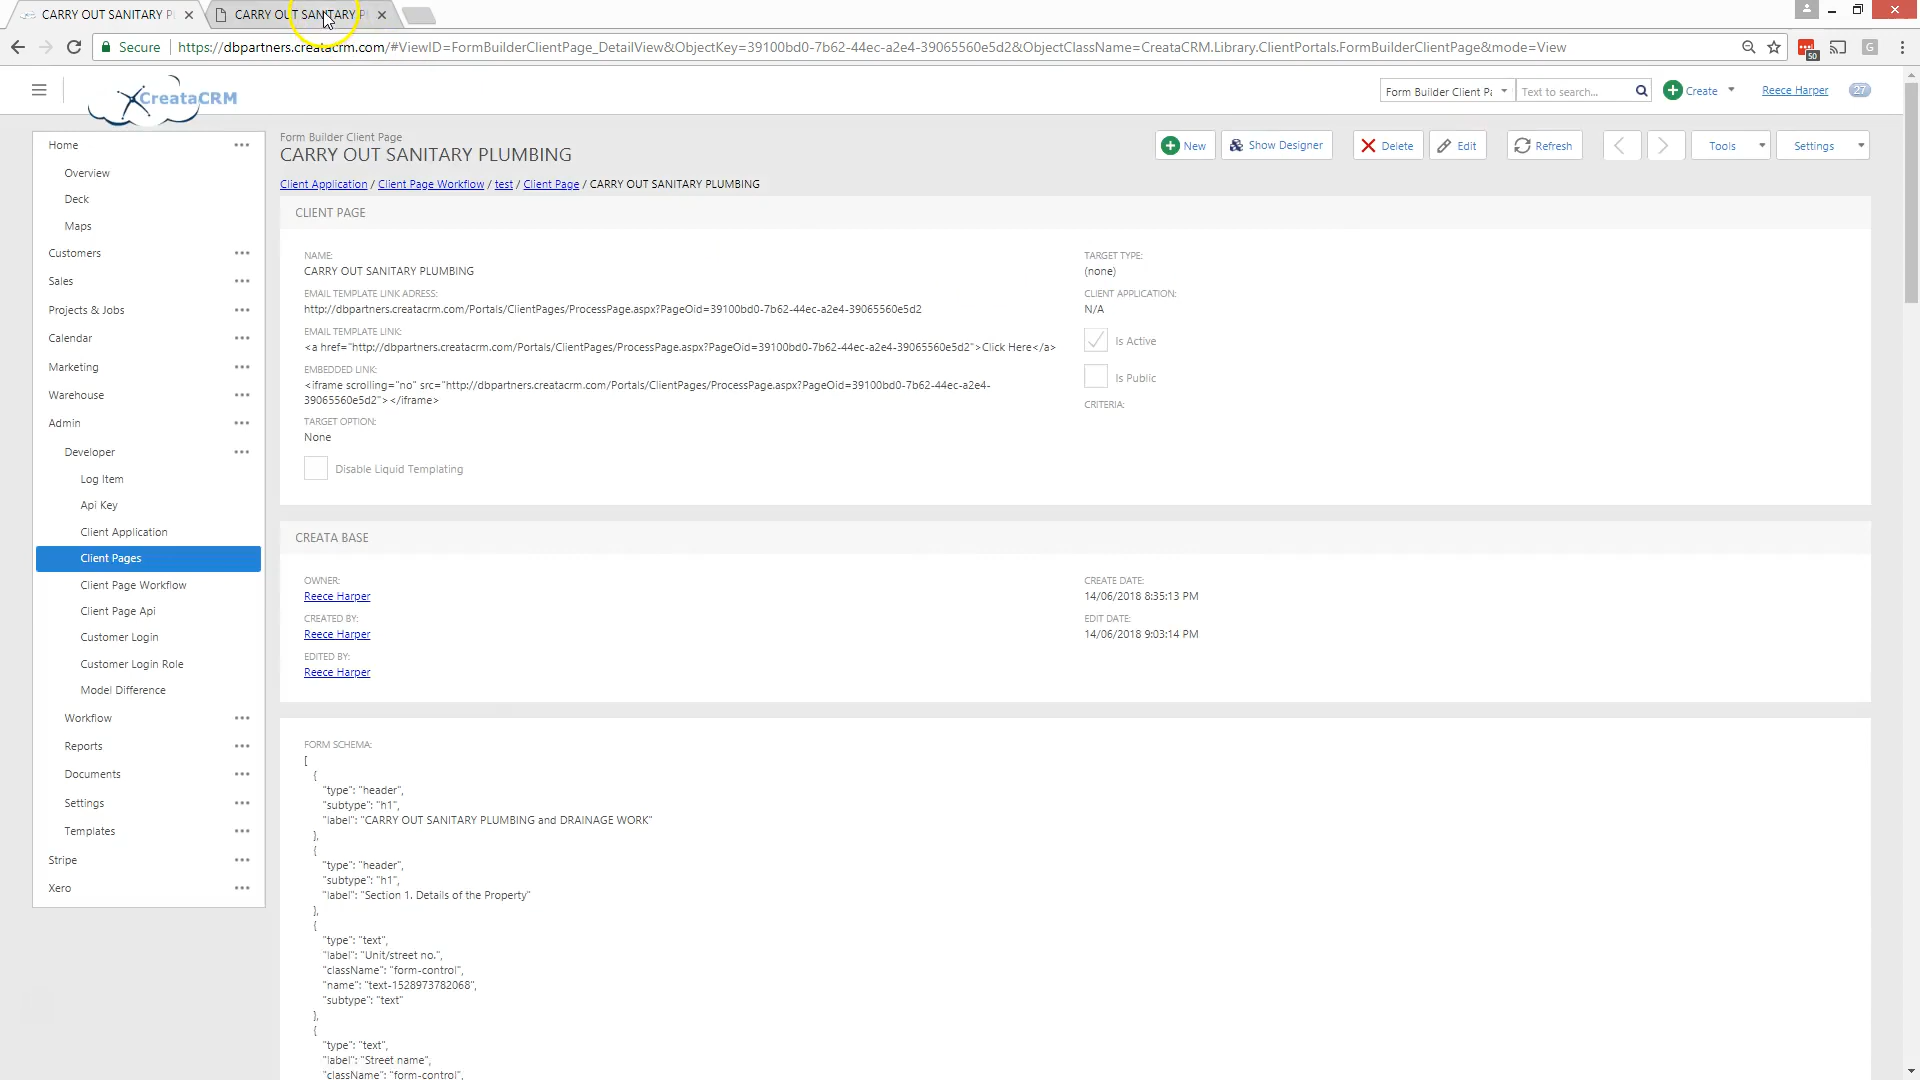 CARRY OUT SANITARY P
CARRY OUT SANITARY P
Secure
https://dbpartners.creatacrm.com/#ViewID=FormBuilderClientPage_DetailView&ObjectKey=39100bd0-7b62-44ec-a2e4-39065560e5d2&ObjectClassName=CreataCRM.Library.ClientPortals.FormBuilderClientPage&mode=View
50
G
CreataCRM
Form Builder Client Pa
Text to search...
Create
Reece Harper
27
Home
Overview
Deck
Maps
Customers
Sales
Projects & Jobs
Calendar
Marketing
Warehouse
Admin
Developer
Log Item
Api Key
Client Application
Client Pages
Client Page Workflow
Client Page Api
Customer Login
Customer Login Role
Model Difference
Workflow
Reports
Documents
Settings
Templates
Stripe
Xero
Form Builder Client Page
CARRY OUT SANITARY PLUMBING
New
Show Designer
Delete
Edit
Refresh
Tools
Settings
Client Application / Client Page Workflow / test / Client Page / CARRY OUT SANITARY PLUMBING
CLIENT PAGE
NAME:
CARRY OUT SANITARY PLUMBING
EMAIL TEMPLATE LINK ADRESS:
http://dbpartners.creatacrm.com/Portals/ClientPages/ProcessPage.aspx?PageOid=39100bd0-7b62-44ec-a2e4-39065560e5d2
EMAIL TEMPLATE LINK:
<a href="http://dbpartners.creatacrm.com/Portals/ClientPages/ProcessPage.aspx?PageOid=39100bd0-7b62-44ec-a2e4-39065560e5d2">Click Here</a>
EMBEDDED LINK:
<iframe scrolling="no" src="http://dbpartners.creatacrm.com/Portals/ClientPages/ProcessPage.aspx?PageOid=39100bd0-7b62-44ec-a2e4-
39065560e5d2"></iframe>
TARGET OPTION:
None
Disable Liquid Templating
TARGET TYPE:
(none)
CLIENT APPLICATION:
N/A
Is Active
Is Public
CRITERIA:
CREATA BASE
OWNER:
Reece Harper
CREATED BY:
Reece Harper
EDITED BY:
Reece Harper
CREATE DATE:
14/06/2018 8:35:13 PM
EDIT DATE:
14/06/2018 9:03:14 PM
FORM SCHEMA:
[
{
"type": "header",
"subtype": "h1",
"label": "CARRY OUT SANITARY PLUMBING and DRAINAGE WORK"
},
{
"type": "header",
"subtype": "h1",
"label": "Section 1. Details of the Property"
},
{
"type": "text",
"label": "Unit/street no.",
"className": "form-control",
"name": "text-1528973782068",
"subtype": "text"
},
{
"type": "text",
"label": "Street name",
"className": "form-control",